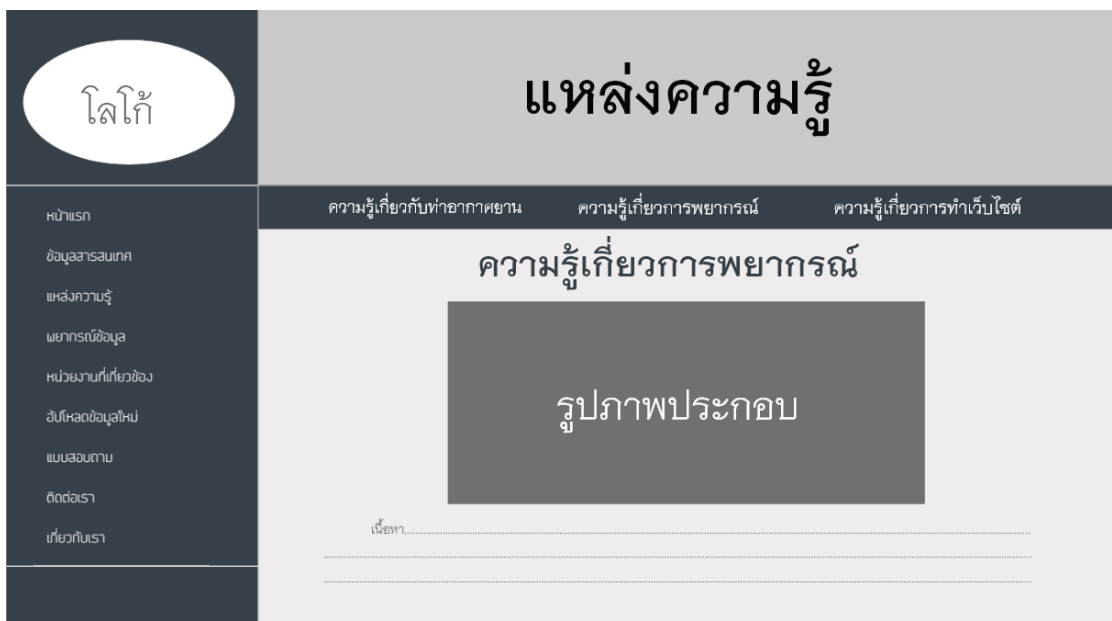 โลโก้
แหล่งความรู้
หน้าแรก
ข้อมูลสารสนเทศ
แหล่งความรู้
พยากรณ์ข้อมูล
หน่วยงานที่เกี่ยวข้อง
อัปโหลดข้อมูลใหม่
แบบสอบถาม
ติดต่อเรา
เกี่ยวกับเรา
ความรู้เกี่ยวกับท่าอากาศยาน ความรู้เกี่ยวการพยากรณ์ ความรู้เกี่ยวการทำเว็บไซต์
ความรู้เกี่ยวการพยากรณ์
รูปภาพประกอบ
เนื้อหา